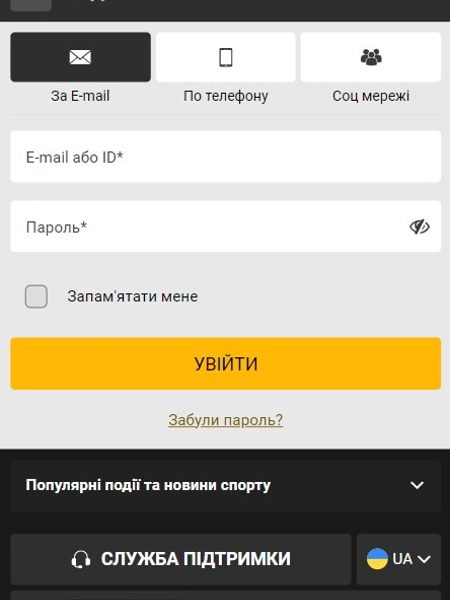 За E-mail
По телефону
Соц мережі
E-mail або ID*
Пароль*
Запам'ятати мене
УВІЙТИ
Забули пароль?
Популярні події та новини спорту
СЛУЖБА ПІДТРИМКИ
UA